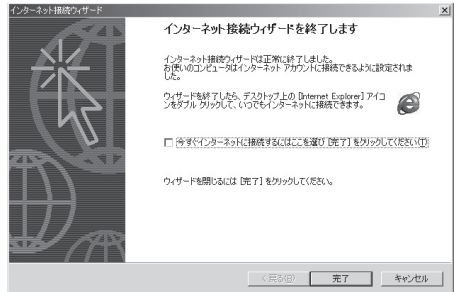 インターネット接続ウィザード
インターネット接続ウィザードを終了します
インターネット接続ウィザードは正常に終了しました。
お使いのコンピュータはインターネット アカウントに接続できるように設定されま
した。
ウィザードを終了したら、デスクトップ上の [Internet Explorer] アイコ
ンをダブル クリックして、いつでもインターネットに接続できます。
今すぐインターネットに接続するにはここを選び [完了] をクリックしてください(T)
ウィザードを閉じるには [完了] をクリックしてください。
< 戻る(B)
完了
キャンセル